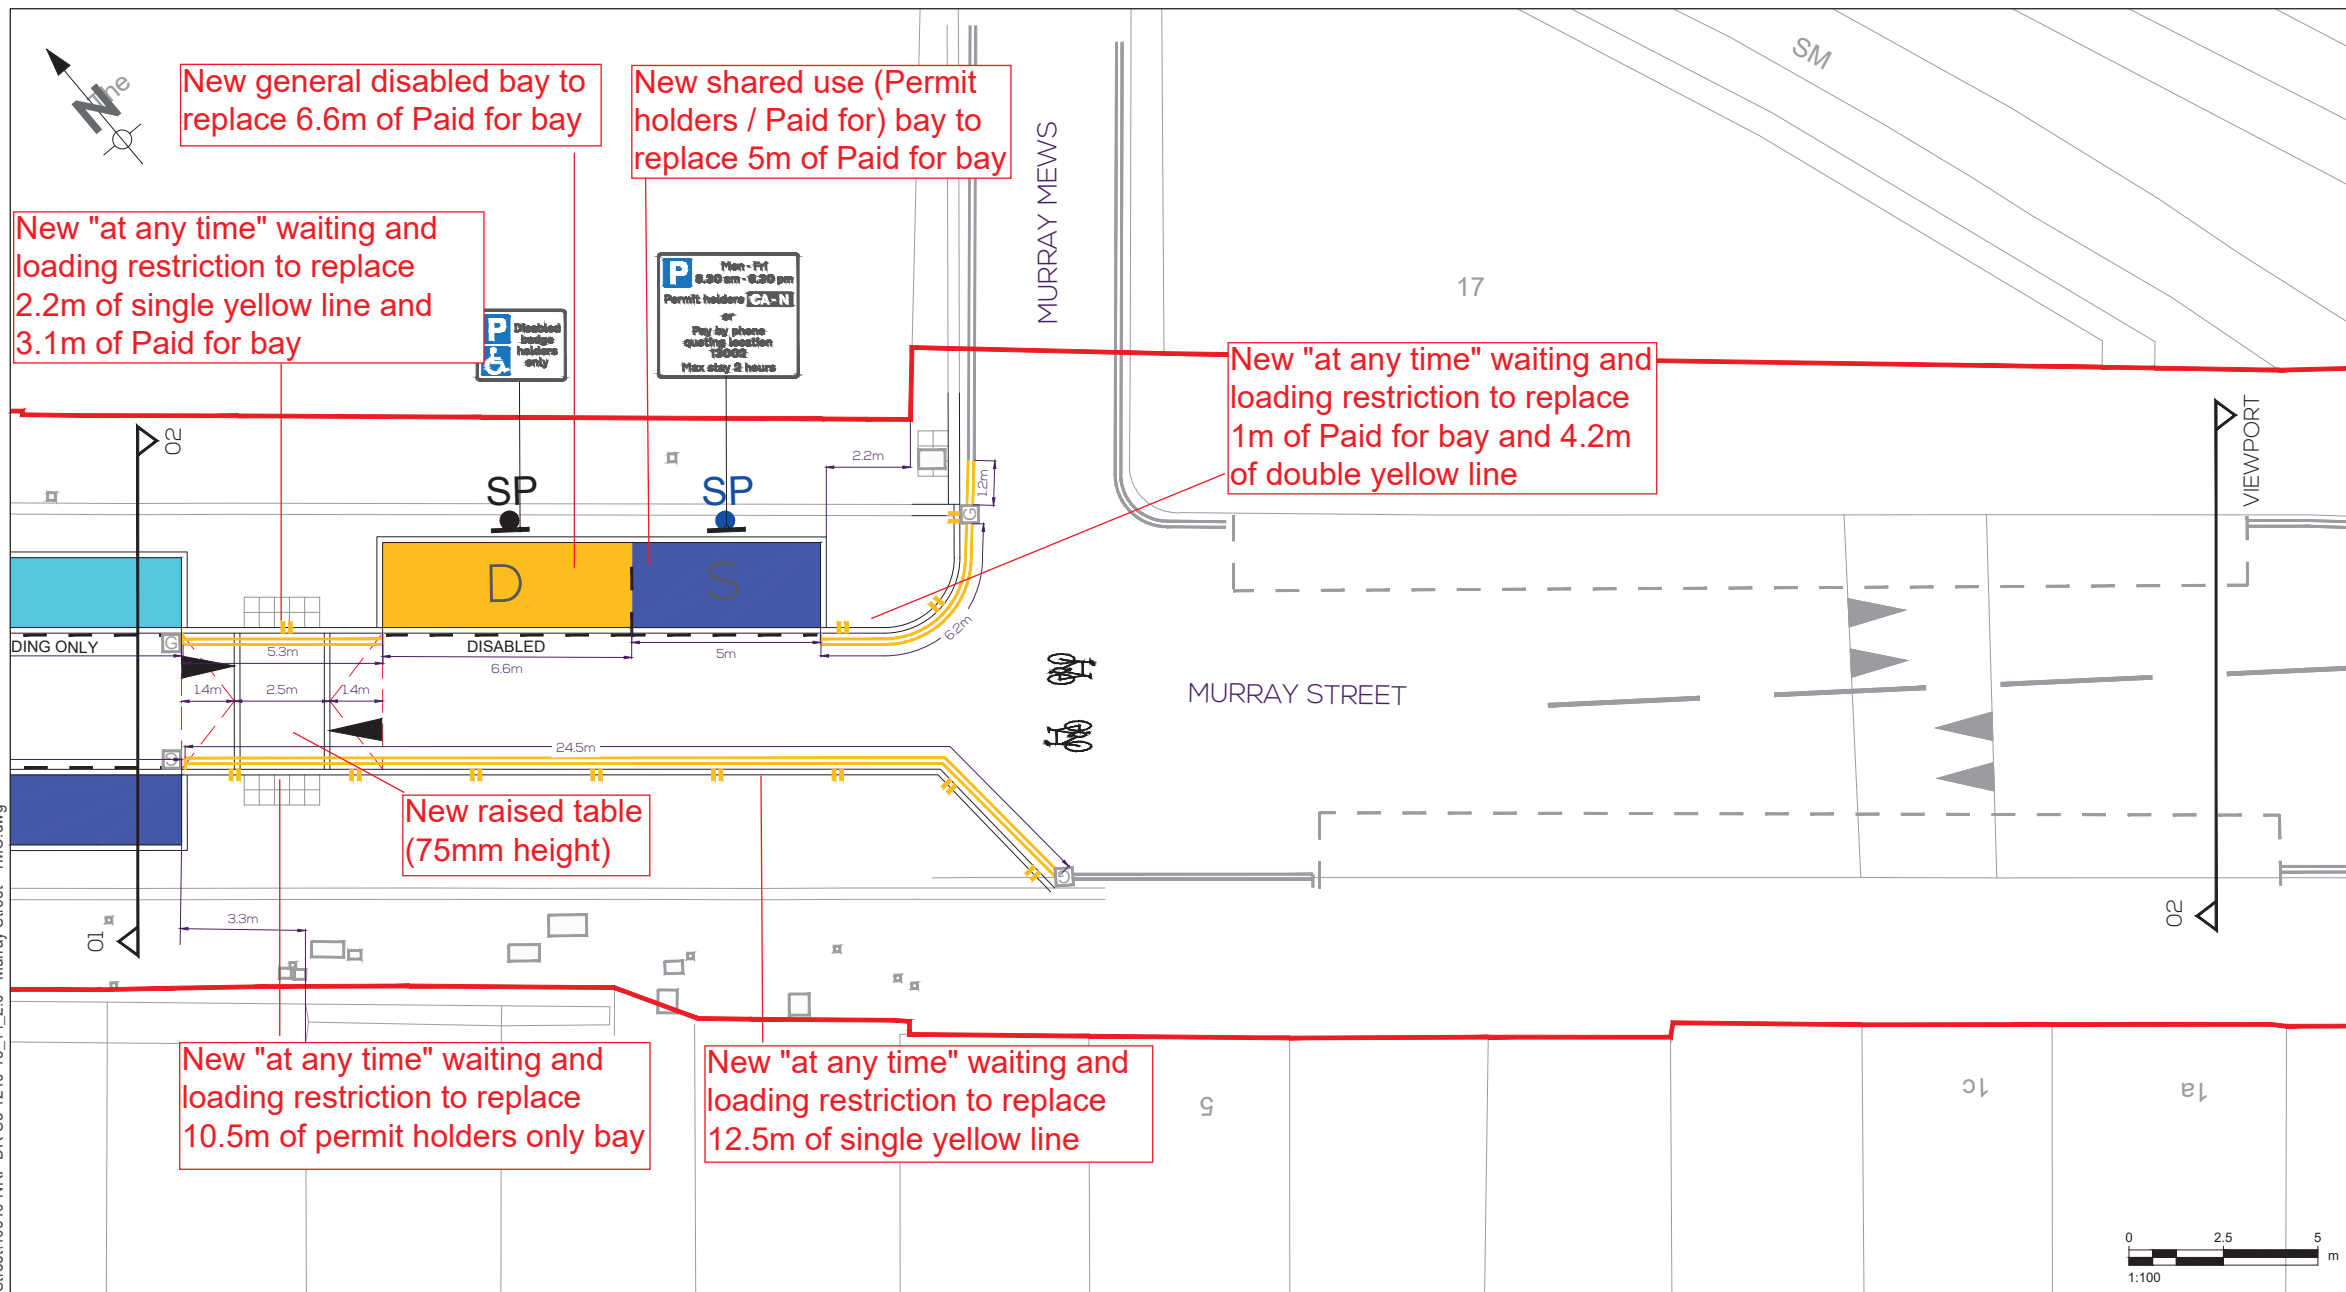 The
N
SM
New general disabled bay to
replace 6.6m of Paid for bay
New shared use (Permit
holders / Paid for) bay to
replace 5m of Paid for bay
MURRAY MEWS
New "at any time" waiting and
loading restriction to replace
2.2m of single yellow line and
3.1m of Paid for bay
P
Disabled
badge
holders
only
P
Mon - Fri
8.30 am - 6.30 pm
Permit holders CA-N
or
Pay by phone
quoting location
Max stay 2 hours
17
New "at any time" waiting and
loading restriction to replace
1m of Paid for bay and 4.2m
of double yellow line
VIEWPORT
02
2.2m
1.2m
SP
SP
G
D
S
6.2m
DING ONLY
G
5.3m
DISABLED
6.6m
5m
1.4m
2.5m
1.4m
MURRAY STREET
24.5m
G
New raised table
(75mm height)
G
3.3m
01
02
New "at any time" waiting and
loading restriction to replace
10.5m of permit holders only bay
New "at any time" waiting and
loading restriction to replace
12.5m of single yellow line
5
1c
1a
0 2.5 5
m
1:100